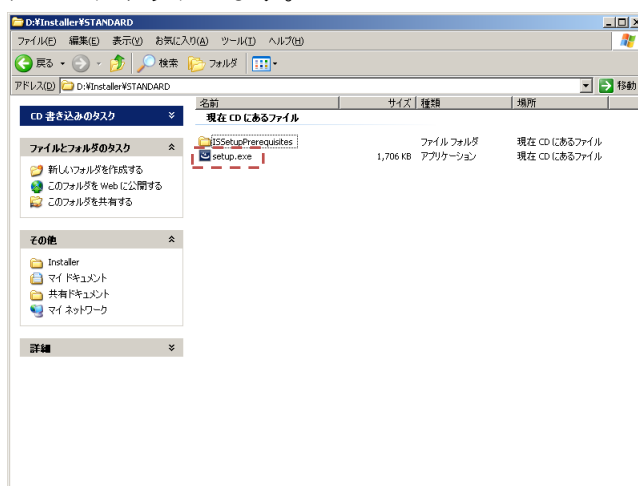 D:¥Installer¥STANDARD
ファイル(F) 編集(E) 表示(V) お気に入り(A) ツール(T) ヘルプ(H)
戻る 検索 フォルダ
アドレス(D) D:¥Installer¥STANDARD 移動
名前 サイズ 種類 場所
CD 書き込みのタスク
現在 CD にあるファイル
ISSetupPrerequisites ファイル フォルダ 現在 CD にあるファイル
setup.exe 1,706 KB アプリケーション 現在 CD にあるファイル
ファイルとフォルダのタスク
新しいフォルダを作成する
このフォルダを Web に公開する
このフォルダを共有する
その他
Installer
マイ ドキュメント
共有ドキュメント
マイ ネットワーク
詳細